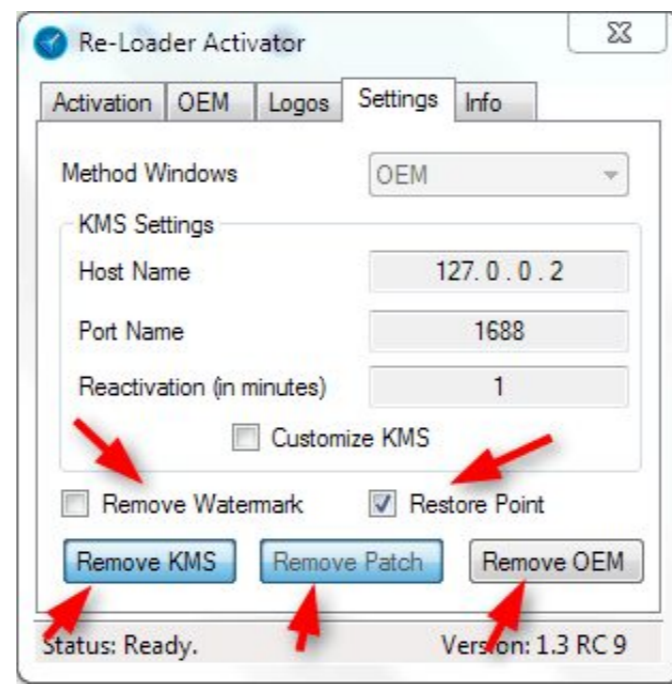 Re-Loader Activator
Activation OEM Logos Settings Info
Method Windows OEM
KMS Settings
Host Name 127. 0 . 0 . 2
Port Name 1688
Reactivation (in minutes) 1
Customize KMS
Remove Watermark Restore Point
Remove KMS Remove Patch Remove OEM
Status: Ready. Version: 1.3 RC 9